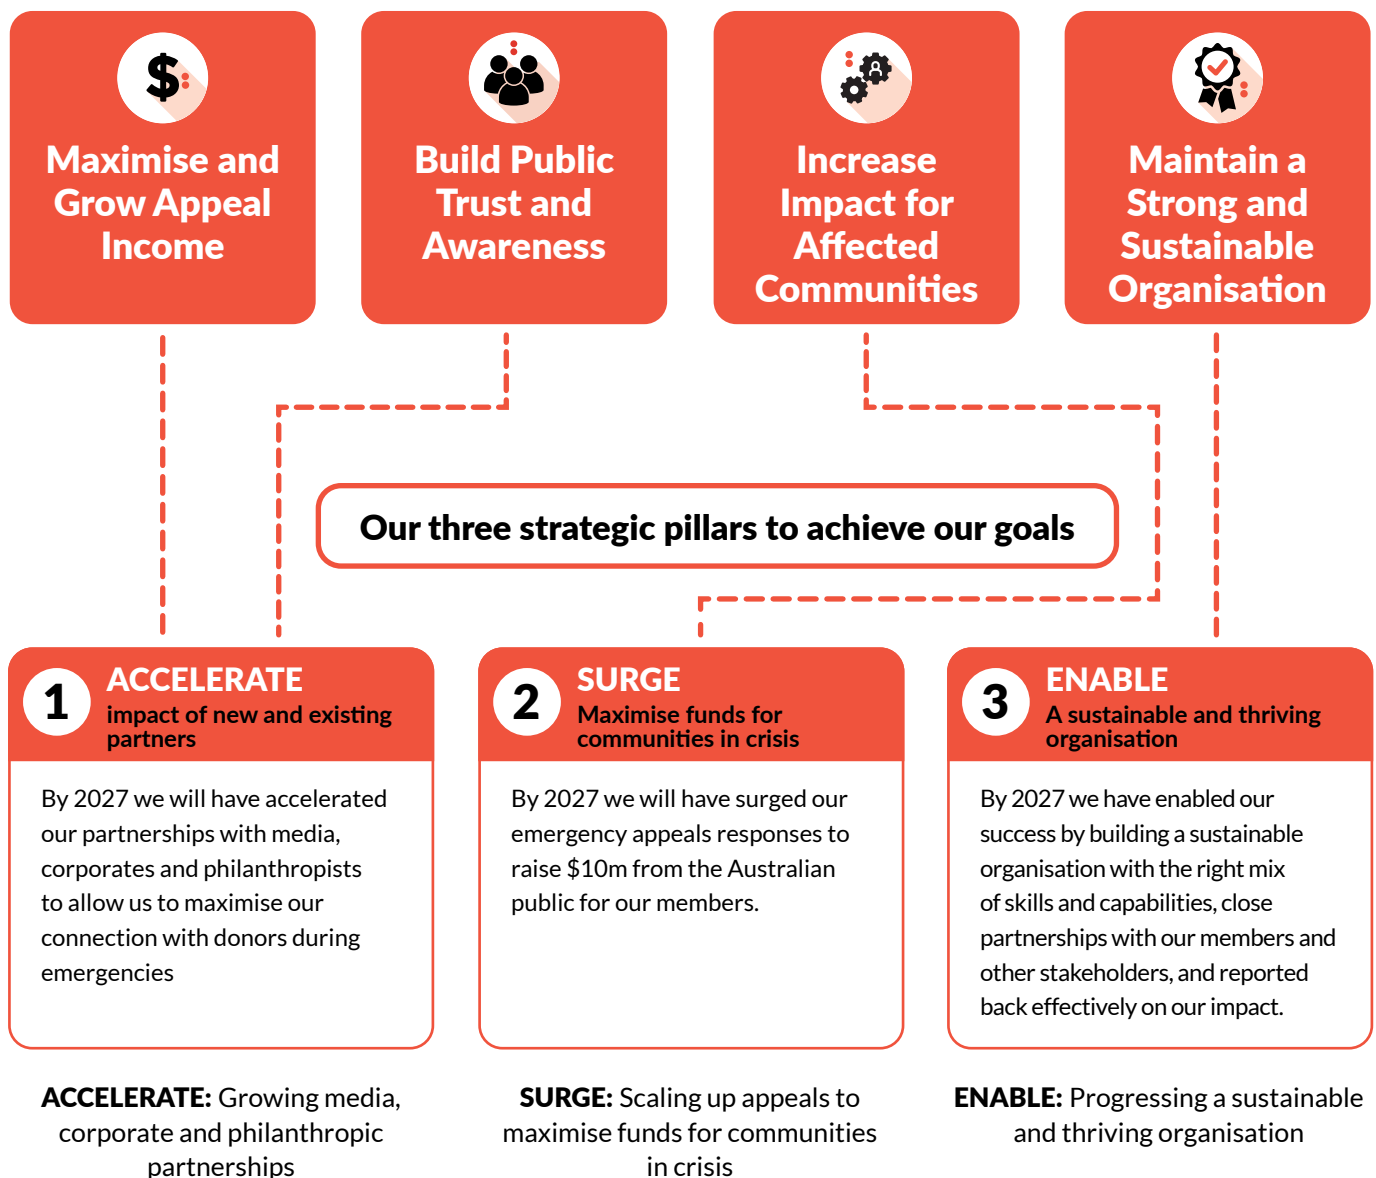 Maximise and
Grow Appeal
Income
Build Public
Trust and
Awareness
Increase
Impact for
Affected
Communities
Maintain a
Strong and
Sustainable
Organisation
Our three strategic pillars to achieve our goals
1
ACCELERATE
impact of new and existing
partners
By 2027 we will have accelerated
our partnerships with media,
corporates and philanthropists
to allow us to maximise our
connection with donors during
emergencies
2
SURGE
Maximise funds for
communities in crisis
By 2027 we will have surged our
emergency appeals responses to
raise $10m from the Australian
public for our members.
3
ENABLE
A sustainable and thriving
organisation
By 2027 we have enabled our
success by building a sustainable
organisation with the right mix
of skills and capabilities, close
partnerships with our members and
other stakeholders, and reported
back effectively on our impact.
ACCELERATE: Growing media,
corporate and philanthropic
partnerships
SURGE: Scaling up appeals to
maximise funds for communities
in crisis
ENABLE: Progressing a sustainable
and thriving organisation